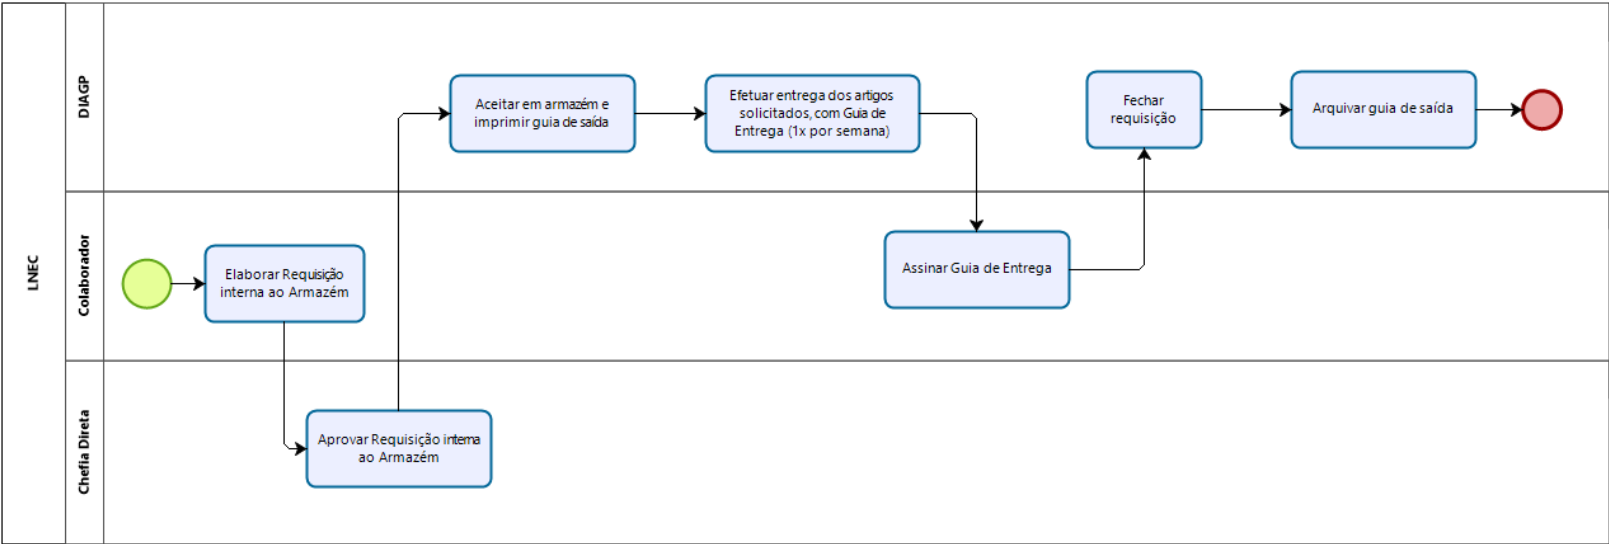 LNEC
DIAGP
Aceitar em armazém e
imprimir guia de saída
Efetuar entrega dos artigos
solicitados, com Guia de
Entrega (1x por semana)
Fechar
requisição
Arquivar guia de saída
Colaborador
Elaborar Requisição
interna ao Armazém
Assinar Guia de Entrega
Chefia Direta
Aprovar Requisição interna
ao Armazém